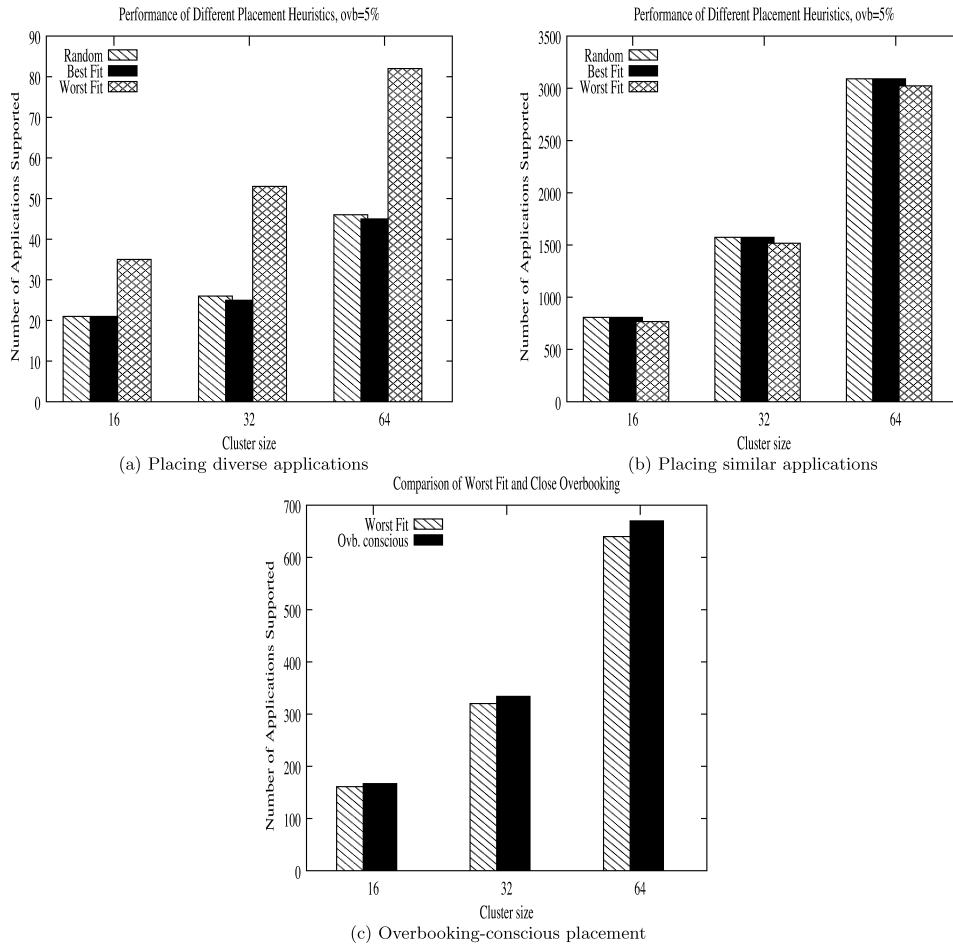 Performance of Different Placement Heuristics, ovb=5%
Number of Applications Supported
90
80
70
60
50
40
30
20
10
0
Random
Best Fit
Worst Fit
16
32
64
Cluster size
(a) Placing diverse applications
Performance of Different Placement Heuristics, ovb=5%
Number of Applications Supported
3500
3000
2500
2000
1500
1000
500
0
Random
Best Fit
Worst Fit
16
32
64
Cluster size
(b) Placing similar applications
Comparison of Worst Fit and Close Overbooking
Number of Applications Supported
700
600
500
400
300
200
100
0
Worst Fit
Ovb. conscious
16
32
64
Cluster size
(c) Overbooking-conscious placement